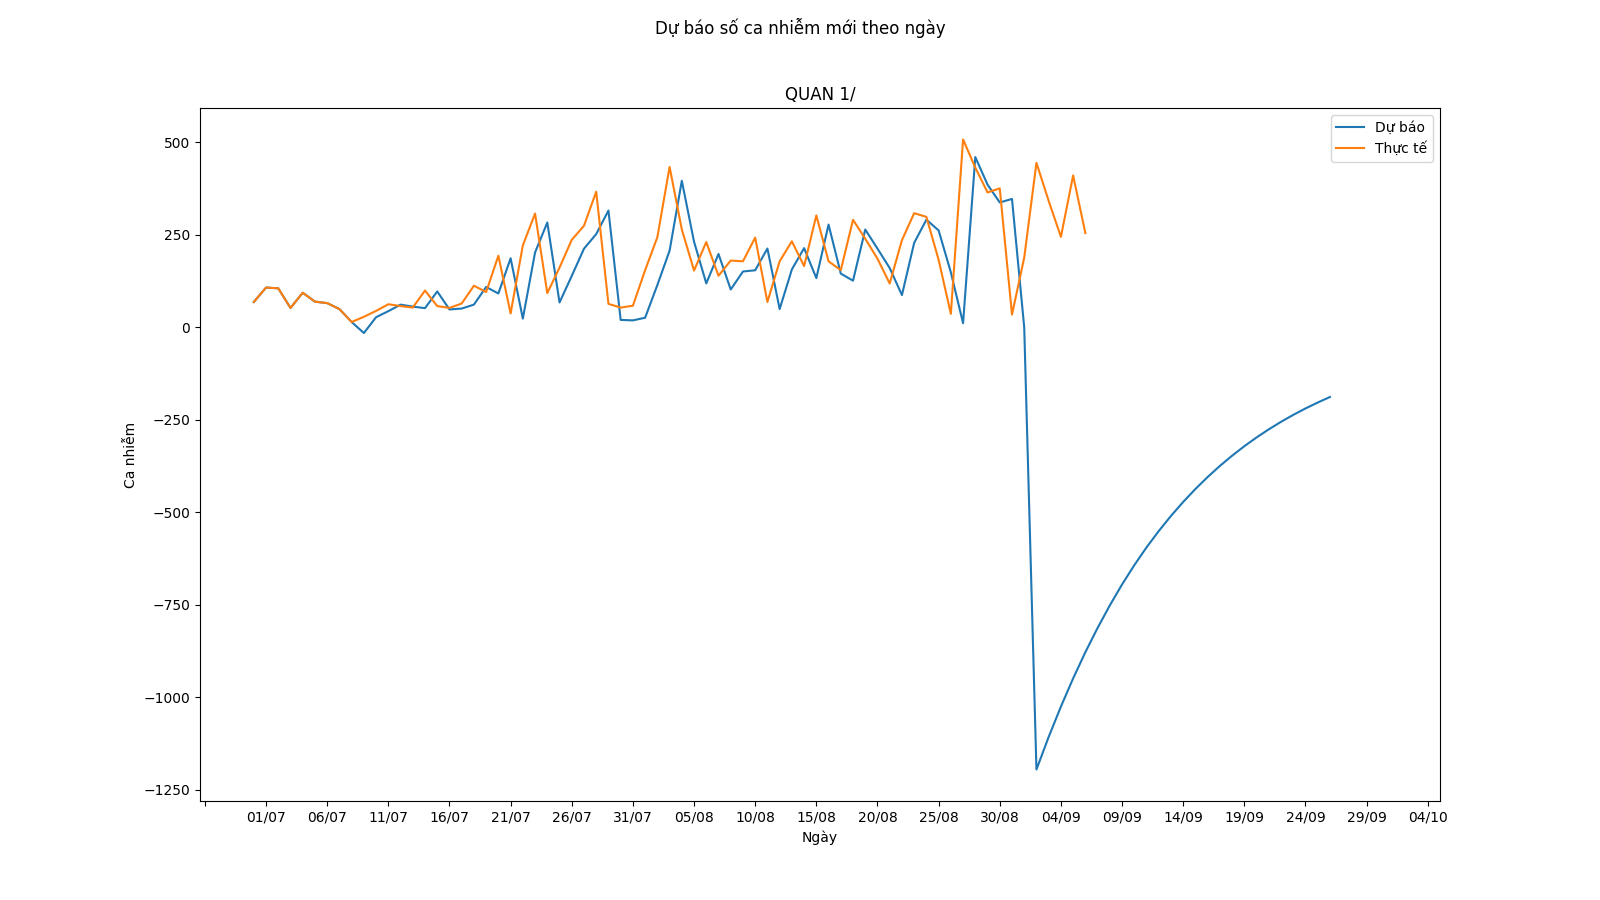 Dự báo số ca nhiễm mới theo ngày
QUAN 1/
Dự báo
Thực tế
500
250
0
−250
−500
−750
−1000
−1250
Ca nhiễm
01/07 06/07 11/07 16/07 21/07 26/07 31/07 05/08 10/08 15/08 20/08 25/08 30/08 04/09 09/09 14/09 19/09 24/09 29/09 04/10
Ngày